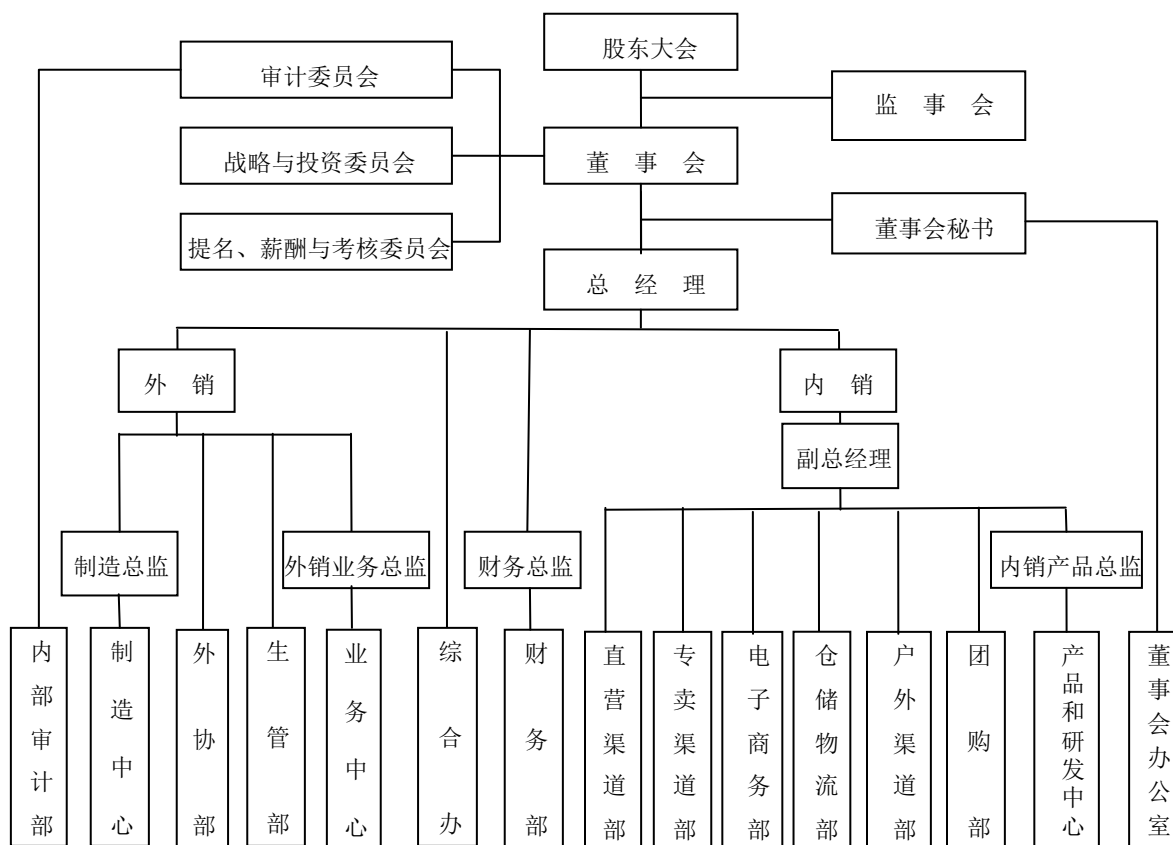 股东大会
审计委员会
监 事 会
战略与投资委员会
董 事 会
提名、薪酬与考核委员会
董事会秘书
总 经 理
外 销
内 销
副总经理
制造总监
外销业务总监
财务总监
内销产品总监
内部审计部
制造中心
外协部
生管部
业务中心
综合办
财务部
直营渠道部
专卖渠道部
电子商务部
仓储物流部
户外渠道部
团购部
产品和研发中心
董事会办公室